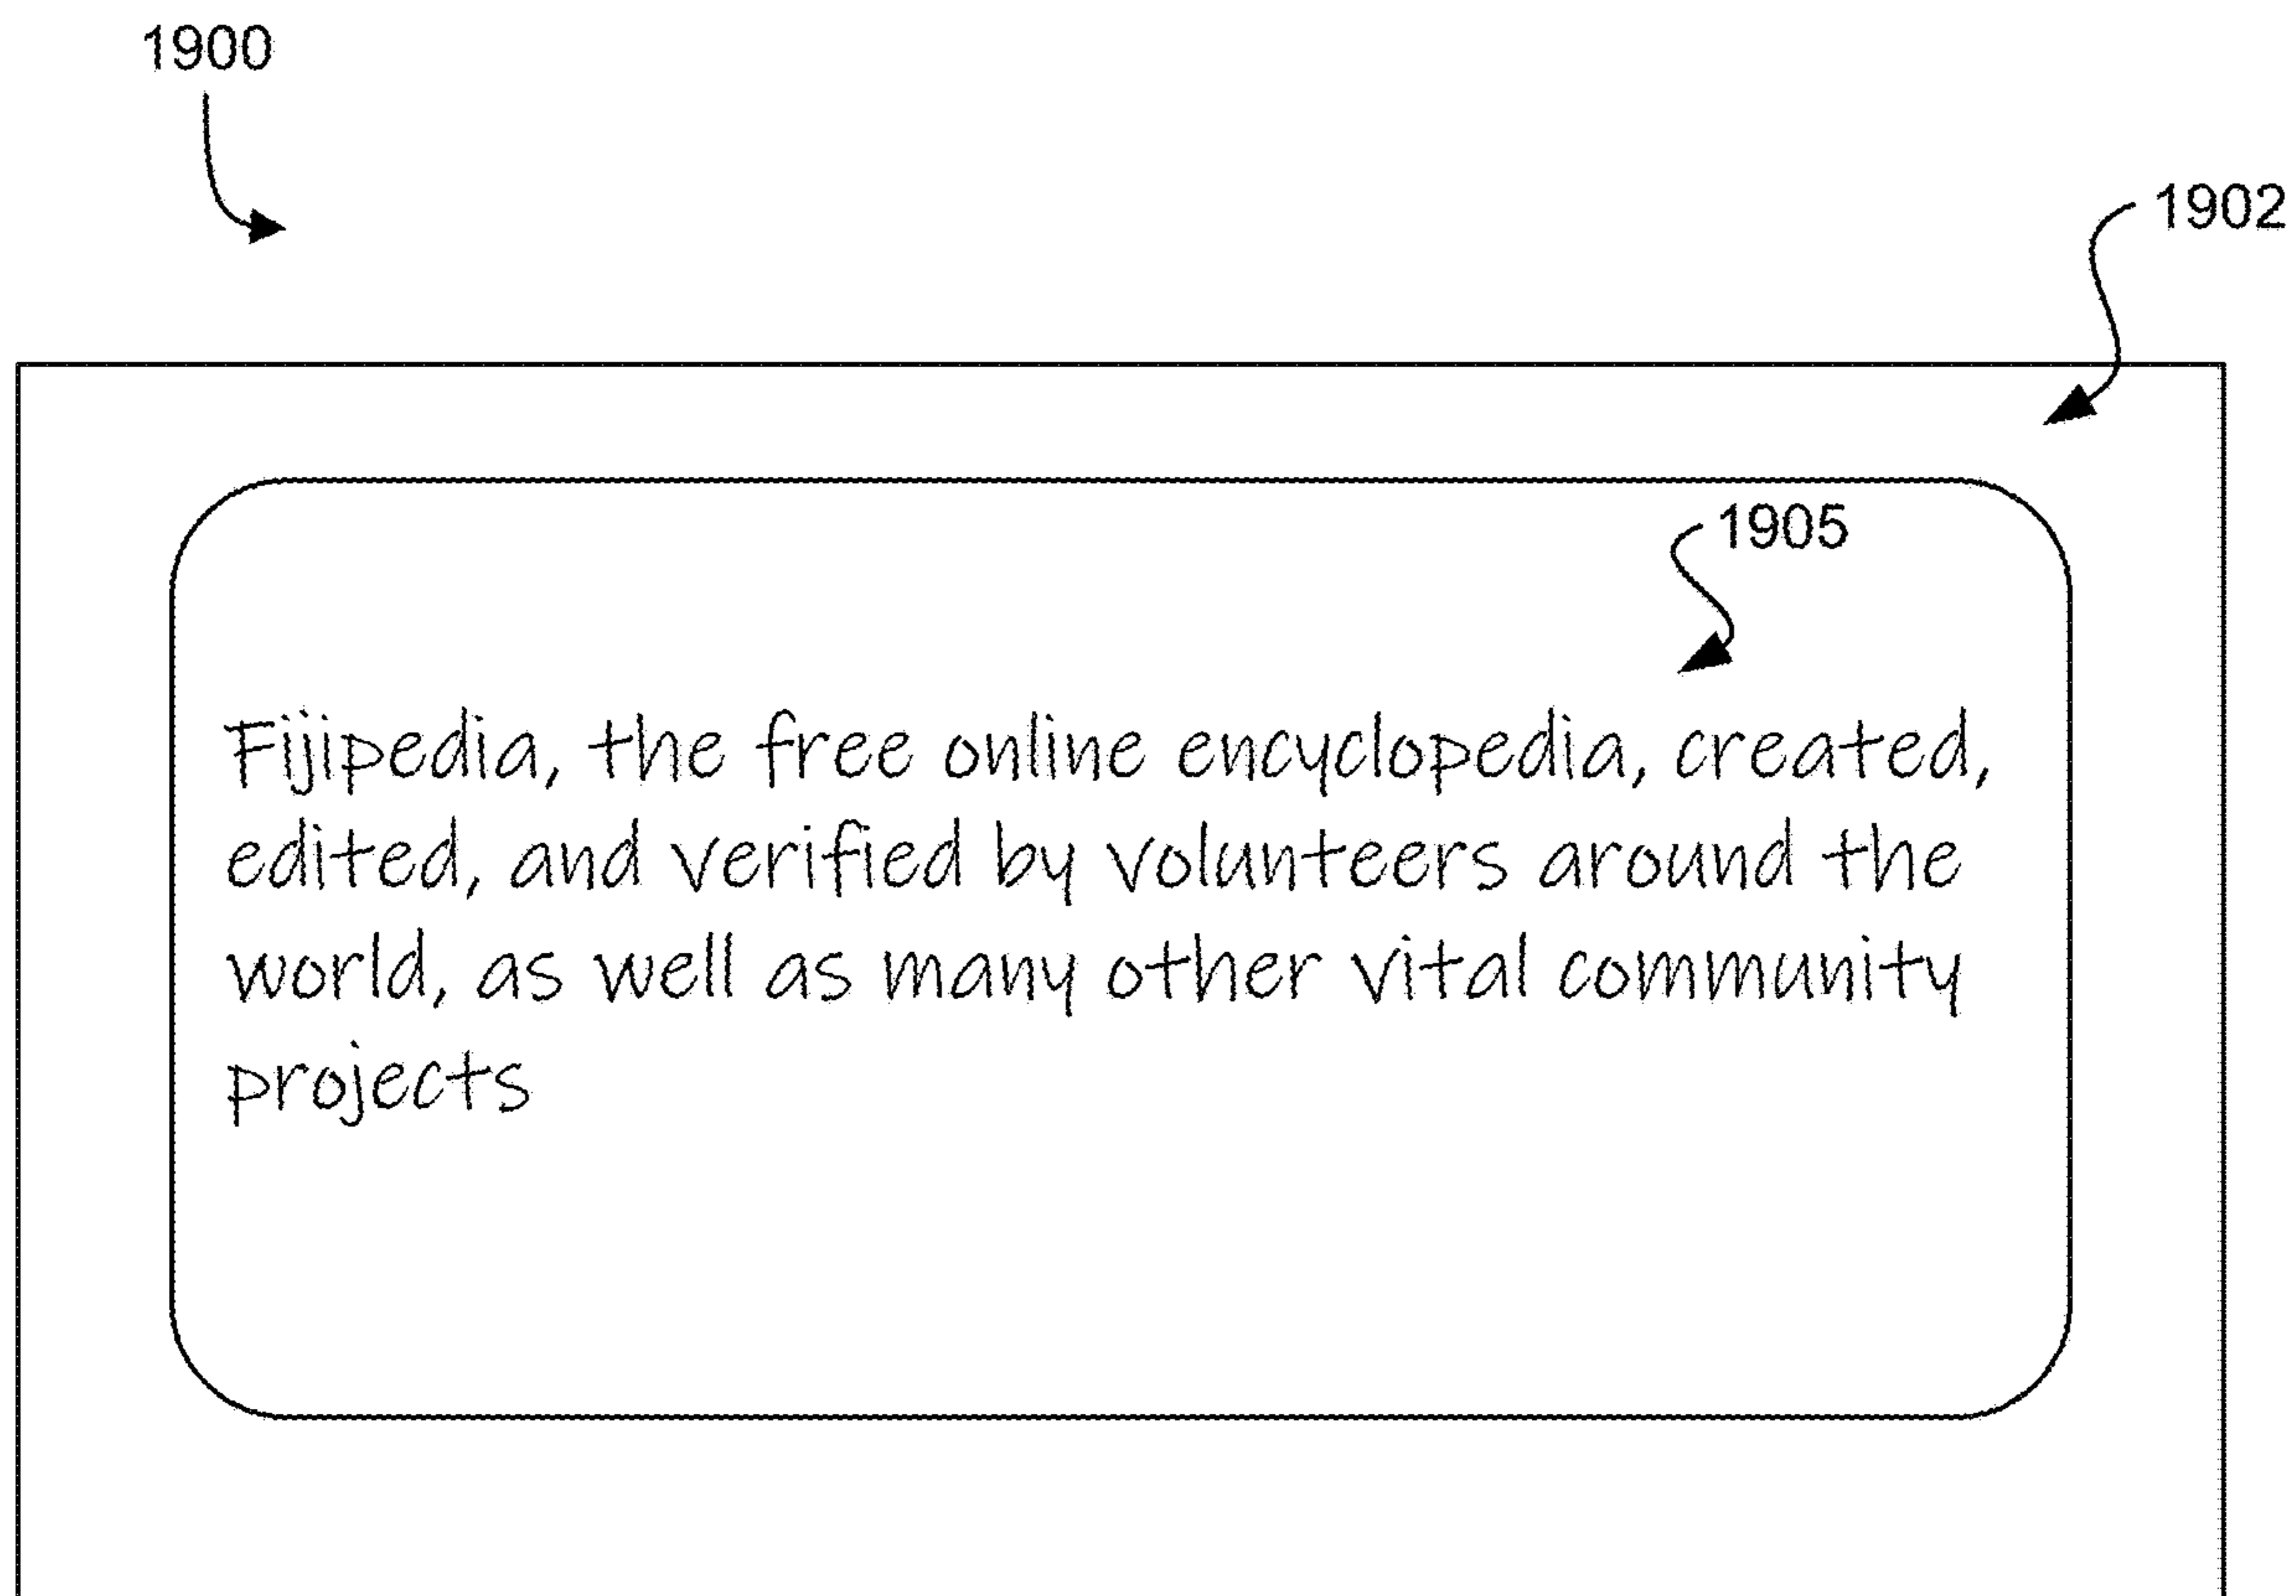 1900
1902
1905
Fijipedia, the free online encyclopedia, created,
edited, and verified by volunteers around the
world, as well as many other vital community
projects